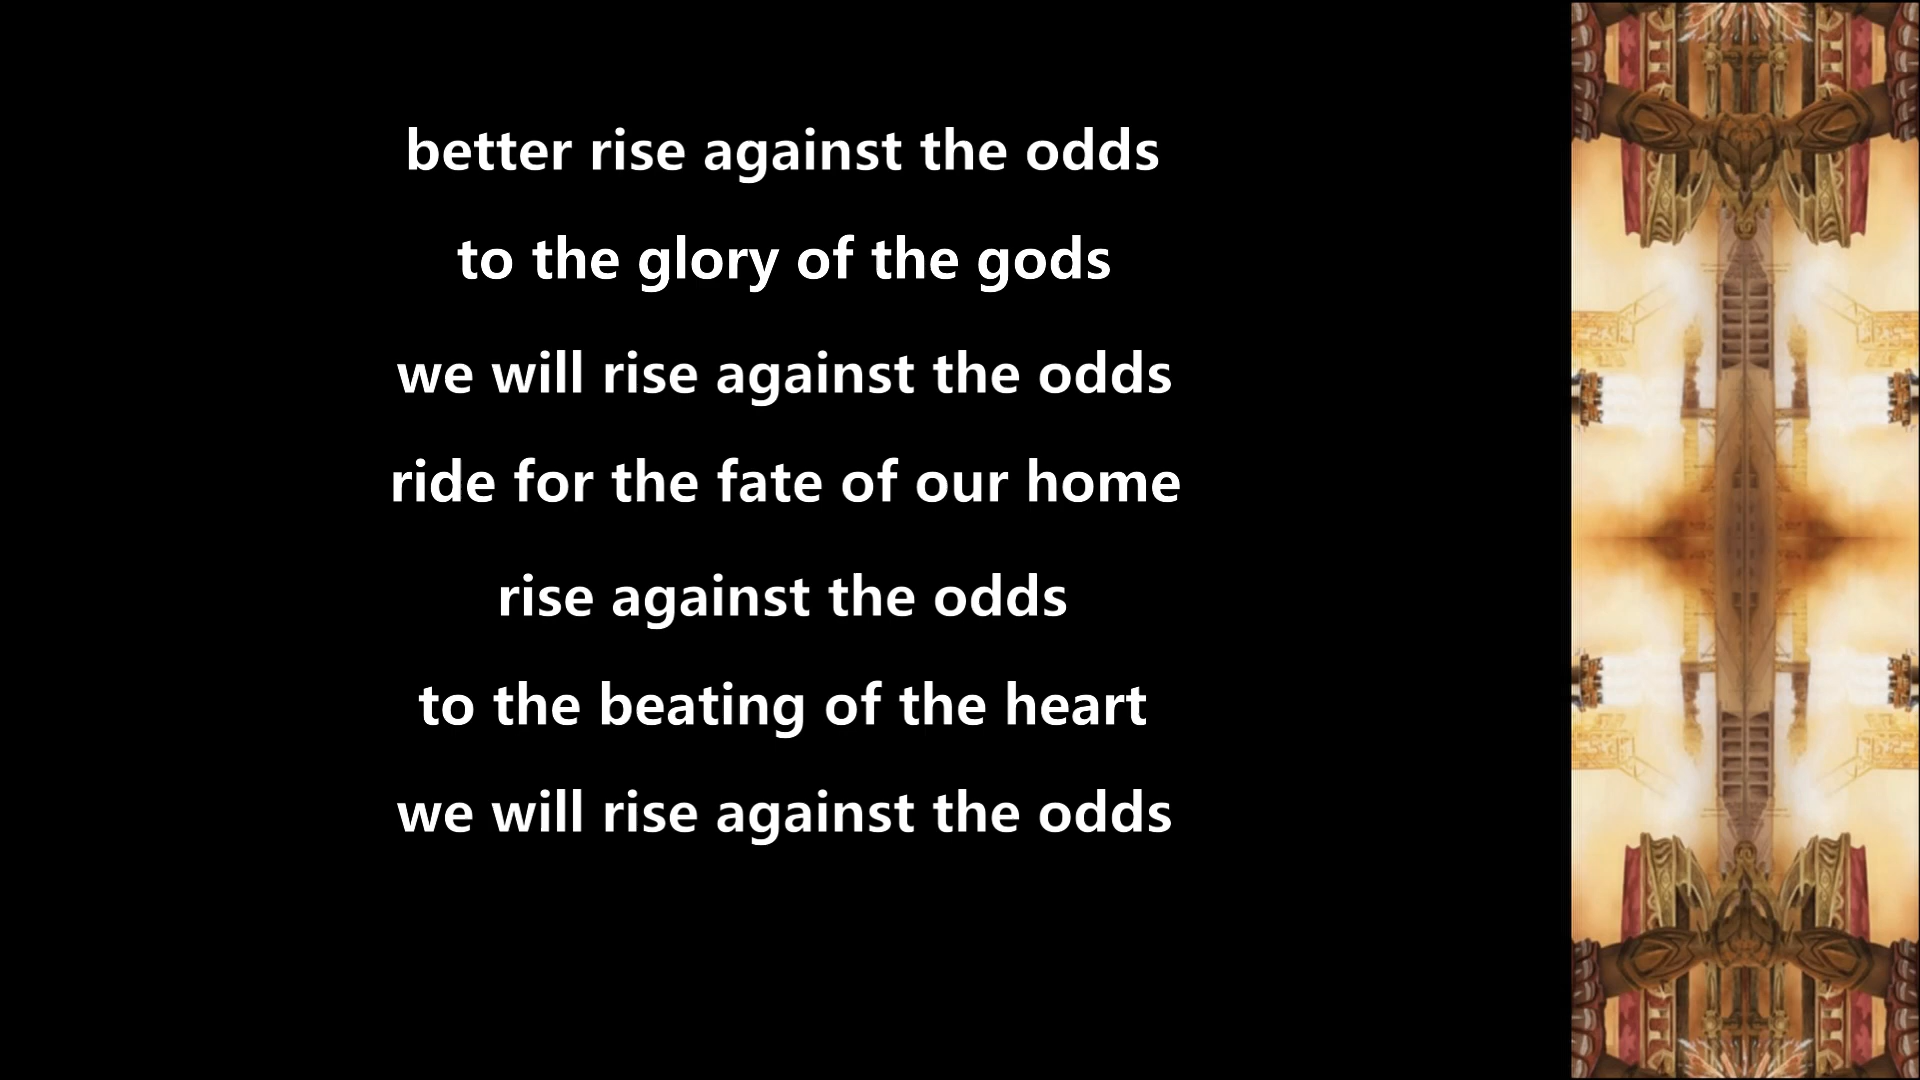 better rise against the odds
to the glory of the gods
we will rise against the odds
ride for the fate of our home
rise against the odds
to the beating of the heart
we will rise against the odds